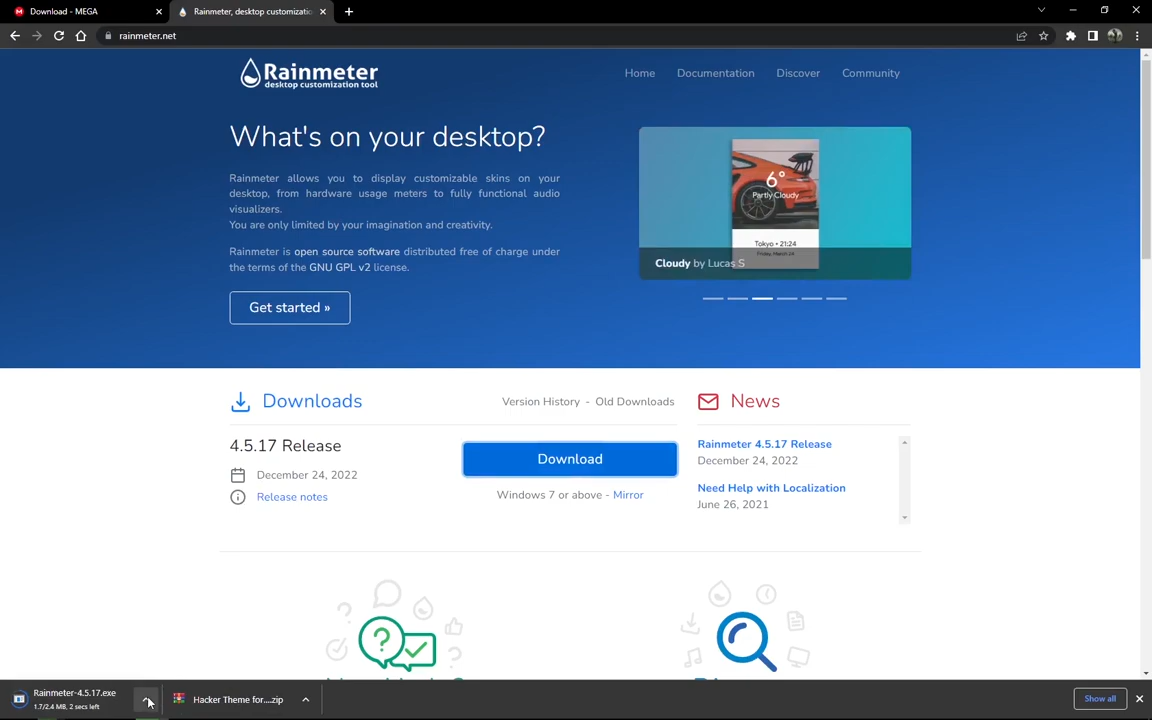 Download - MEGA
Rainmeter, desktop customizatio
rainmeter.net
Rainmeter
desktop customization tool
Home
Documentation
Discover
Community
What's on your desktop?
Rainmeter allows you to display customizable skins on your
desktop, from hardware usage meters to fully functional audio
visualizers.
You are only limited by your imagination and creativity.
Rainmeter is open source software distributed free of charge under
the terms of the GNU GPL v2 license.
Get started »
6°
Partly Cloudy
Tokyo • 21:24
Friday, March 24
Cloudy by Lucas S
Downloads
Version History - Old Downloads
4.5.17 Release
December 24, 2022
Release notes
Download
Windows 7 or above - Mirror
News
Rainmeter 4.5.17 Release
December 24, 2022
Need Help with Localization
June 26, 2021
Rainmeter-4.5.17.exe
1.7/2.4 MB, 2 secs left
Hacker Theme for....zip
Show all